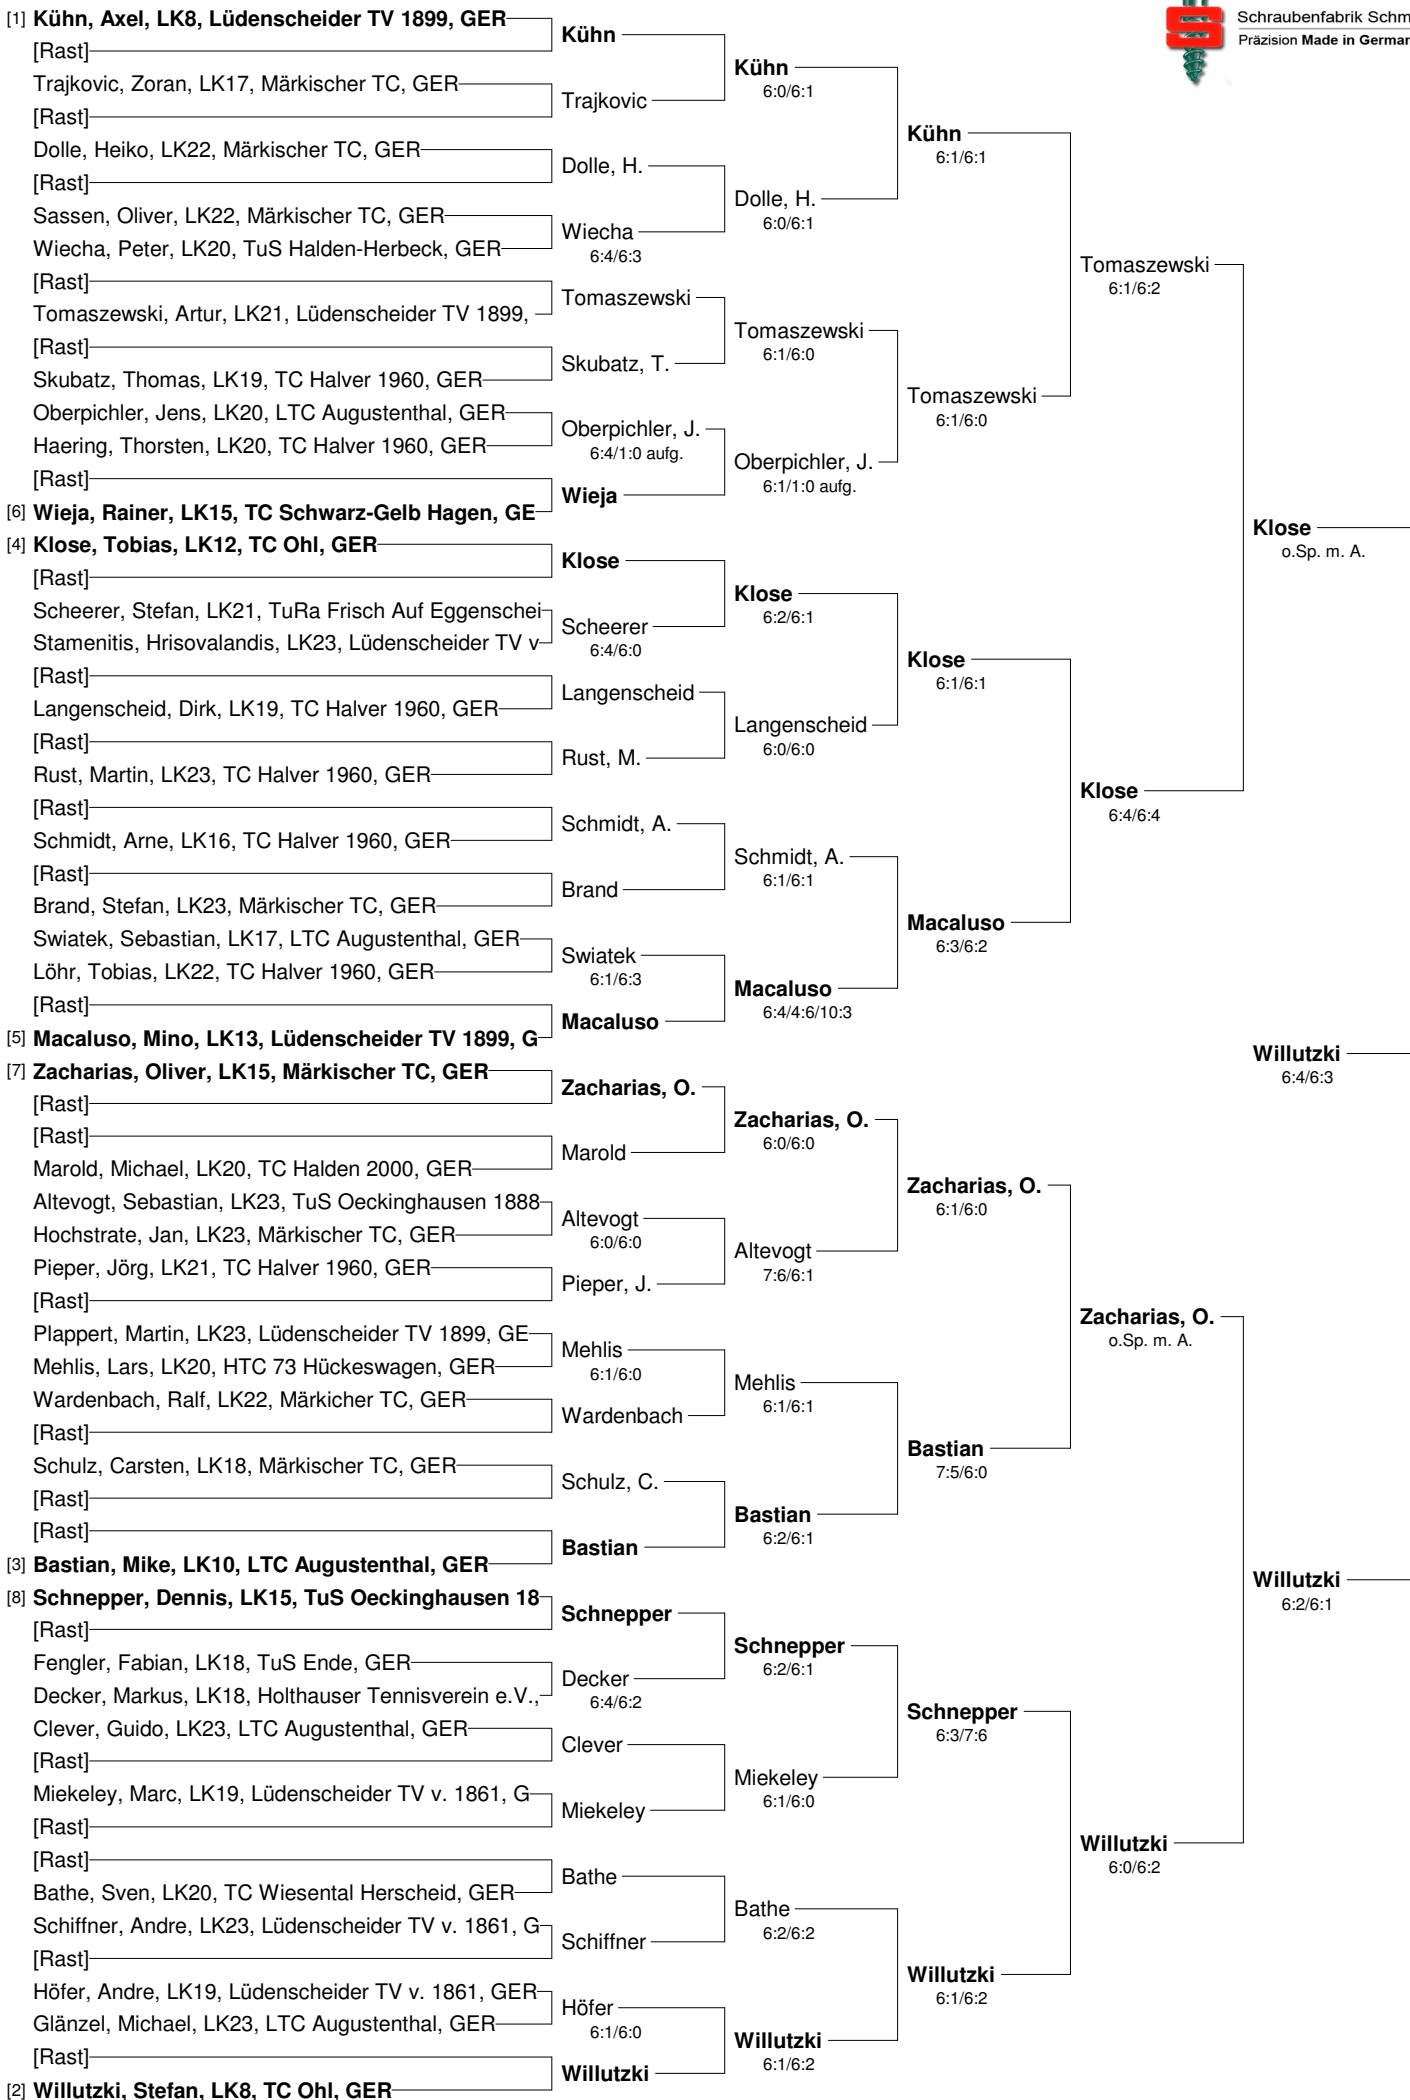 [1] Kühn, Axel, LK8, Lüdenscheider TV 1899, GER
[Rast]
Trajkovic, Zoran, LK17, Märkischer TC, GER
[Rast]
Dolle, Heiko, LK22, Märkischer TC, GER
[Rast]
Sassen, Oliver, LK22, Märkischer TC, GER
Wiecha, Peter, LK20, TuS Halden-Herbeck, GER
[Rast]
Tomaszewski, Artur, LK21, Lüdenscheider TV 1899,
[Rast]
Skubatz, Thomas, LK19, TC Halver 1960, GER
Oberpichler, Jens, LK20, LTC Augustenthal, GER
Haering, Thorsten, LK20, TC Halver 1960, GER
[Rast]
[6] Wieja, Rainer, LK15, TC Schwarz-Gelb Hagen, GE
[4] Klose, Tobias, LK12, TC Ohl, GER
[Rast]
Scheerer, Stefan, LK21, TuRa Frisch Auf Eggenschei
Stamenitis, Hrisovalandis, LK23, Lüdenscheider TV v
[Rast]
Langenscheid, Dirk, LK19, TC Halver 1960, GER
[Rast]
Rust, Martin, LK23, TC Halver 1960, GER
[Rast]
Schmidt, Arne, LK16, TC Halver 1960, GER
[Rast]
Brand, Stefan, LK23, Märkischer TC, GER
Swiatek, Sebastian, LK17, LTC Augustenthal, GER
Löhr, Tobias, LK22, TC Halver 1960, GER
[Rast]
[5] Macaluso, Mino, LK13, Lüdenscheider TV 1899, G
[7] Zacharias, Oliver, LK15, Märkischer TC, GER
[Rast]
[Rast]
Marold, Michael, LK20, TC Halden 2000, GER
Altevogt, Sebastian, LK23, TuS Oeckinghausen 1888
Hochstrate, Jan, LK23, Märkischer TC, GER
Pieper, Jörg, LK21, TC Halver 1960, GER
[Rast]
Plappert, Martin, LK23, Lüdenscheider TV 1899, GE
Mehlis, Lars, LK20, HTC 73 Hückeswagen, GER
Wardenbach, Ralf, LK22, Märkicher TC, GER
[Rast]
Schulz, Carsten, LK18, Märkischer TC, GER
[Rast]
[Rast]
[3] Bastian, Mike, LK10, LTC Augustenthal, GER
[8] Schnepper, Dennis, LK15, TuS Oeckinghausen 18
[Rast]
Fengler, Fabian, LK18, TuS Ende, GER
Decker, Markus, LK18, Holthauser Tennisverein e.V.,
Clever, Guido, LK23, LTC Augustenthal, GER
[Rast]
Miekeley, Marc, LK19, Lüdenscheider TV v. 1861, G
[Rast]
[Rast]
Bathe, Sven, LK20, TC Wiesental Herscheid, GER
Schiffner, Andre, LK23, Lüdenscheider TV v. 1861, G
[Rast]
Höfer, Andre, LK19, Lüdenscheider TV v. 1861, GER
Glänzel, Michael, LK23, LTC Augustenthal, GER
[Rast]
[2] Willutzki, Stefan, LK8, TC Ohl, GER
Kühn
Trajkovic
Dolle, H.
Wiecha
6:4/6:3
Tomaszewski
Skubatz, T.
Oberpichler, J.
6:4/1:0 aufg.
Wieja
Klose
Scheerer
6:4/6:0
Langenscheid
Rust, M.
Schmidt, A.
Brand
Swiatek
6:1/6:3
Macaluso
Zacharias, O.
Marold
Altevogt
6:0/6:0
Pieper, J.
Mehlis
6:1/6:0
Wardenbach
Schulz, C.
Bastian
Schnepper
Decker
6:4/6:2
Clever
Miekeley
Bathe
Schiffner
Höfer
6:1/6:0
Willutzki
Kühn
6:0/6:1
Dolle, H.
6:0/6:1
Tomaszewski
6:1/6:0
Oberpichler, J.
6:1/1:0 aufg.
Klose
6:2/6:1
Langenscheid
6:0/6:0
Schmidt, A.
6:1/6:1
Macaluso
6:4/4:6/10:3
Zacharias, O.
6:0/6:0
Altevogt
7:6/6:1
Mehlis
6:1/6:1
Bastian
6:2/6:1
Schnepper
6:2/6:1
Miekeley
6:1/6:0
Bathe
6:2/6:2
Willutzki
6:1/6:2
Kühn
6:1/6:1
Tomaszewski
6:1/6:0
Klose
6:1/6:1
Macaluso
6:3/6:2
Zacharias, O.
6:1/6:0
Bastian
7:5/6:0
Schnepper
6:3/7:6
Willutzki
6:1/6:2
Tomaszewski
6:1/6:2
Klose
6:4/6:4
Zacharias, O.
o.Sp. m. A.
Willutzki
6:0/6:2
Schraubenfabrik Schm
Präzision Made in German
Klose
o.Sp. m. A.
Willutzki
6:4/6:3
Willutzki
6:2/6:1